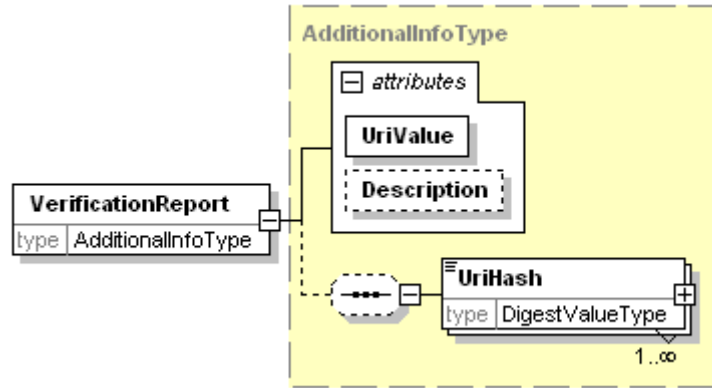 AdditionalInfoType
attributes
UriValue
Description
VerificationReport
type AdditionalInfoType
UriHash
type DigestValueType
1..∞